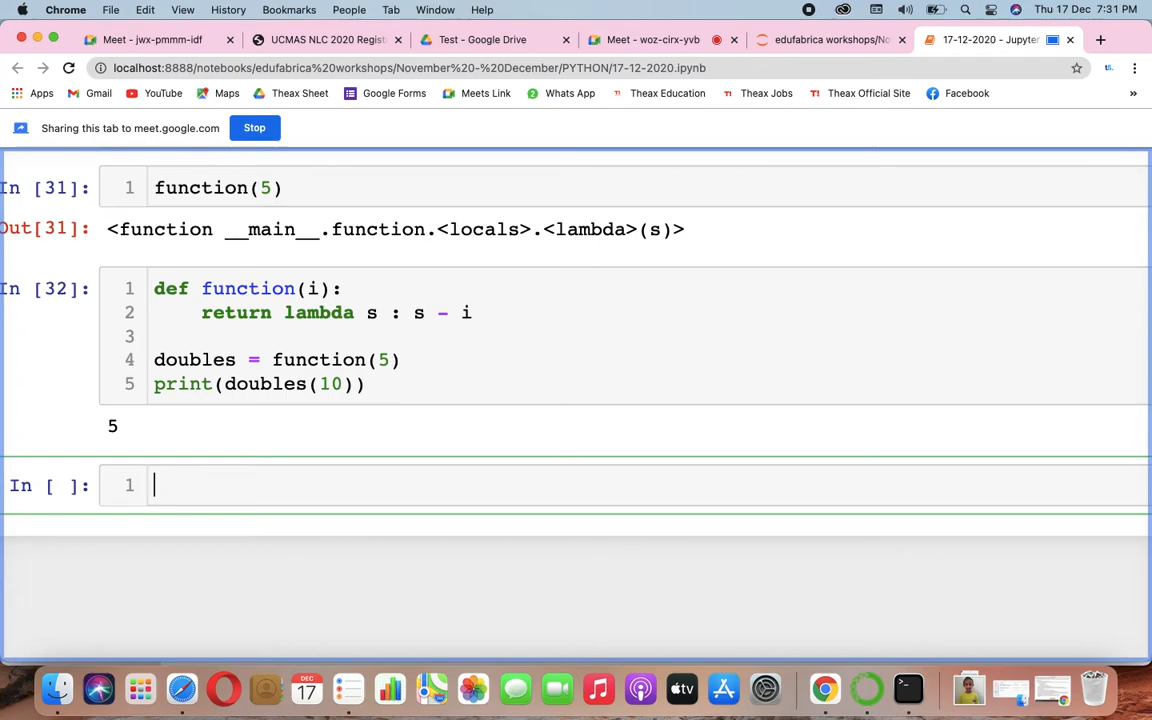 Chrome File Edit View History Bookmarks People Tab Window Help Thu 17 Dec 7:31 PM
Meet - jwx-pmmm-idf UCMAS NLC 2020 Regist Test - Google Drive Meet - woz-cirx-yvb edufabrica workshops/No 17-12-2020 - Jupyter
localhost:8888/notebooks/edufabrica%20workshops/November%20-%20December/PYTHON/17-12-2020.ipynb
Apps Gmail YouTube Maps Theax Sheet Google Forms Meets Link Whats App Theax Education Theax Jobs Theax Official Site Facebook »
Sharing this tab to meet.google.com Stop
In [31]: 1 function(5)
Out[31]: <function __main__.function.<locals>.<lambda>(s)>
In [32]: 1 def function(i):
2 return lambda s : s - i
3
4 doubles = function(5)
5 print(doubles(10))
5
In [ ]: 1
DEC
17
tv